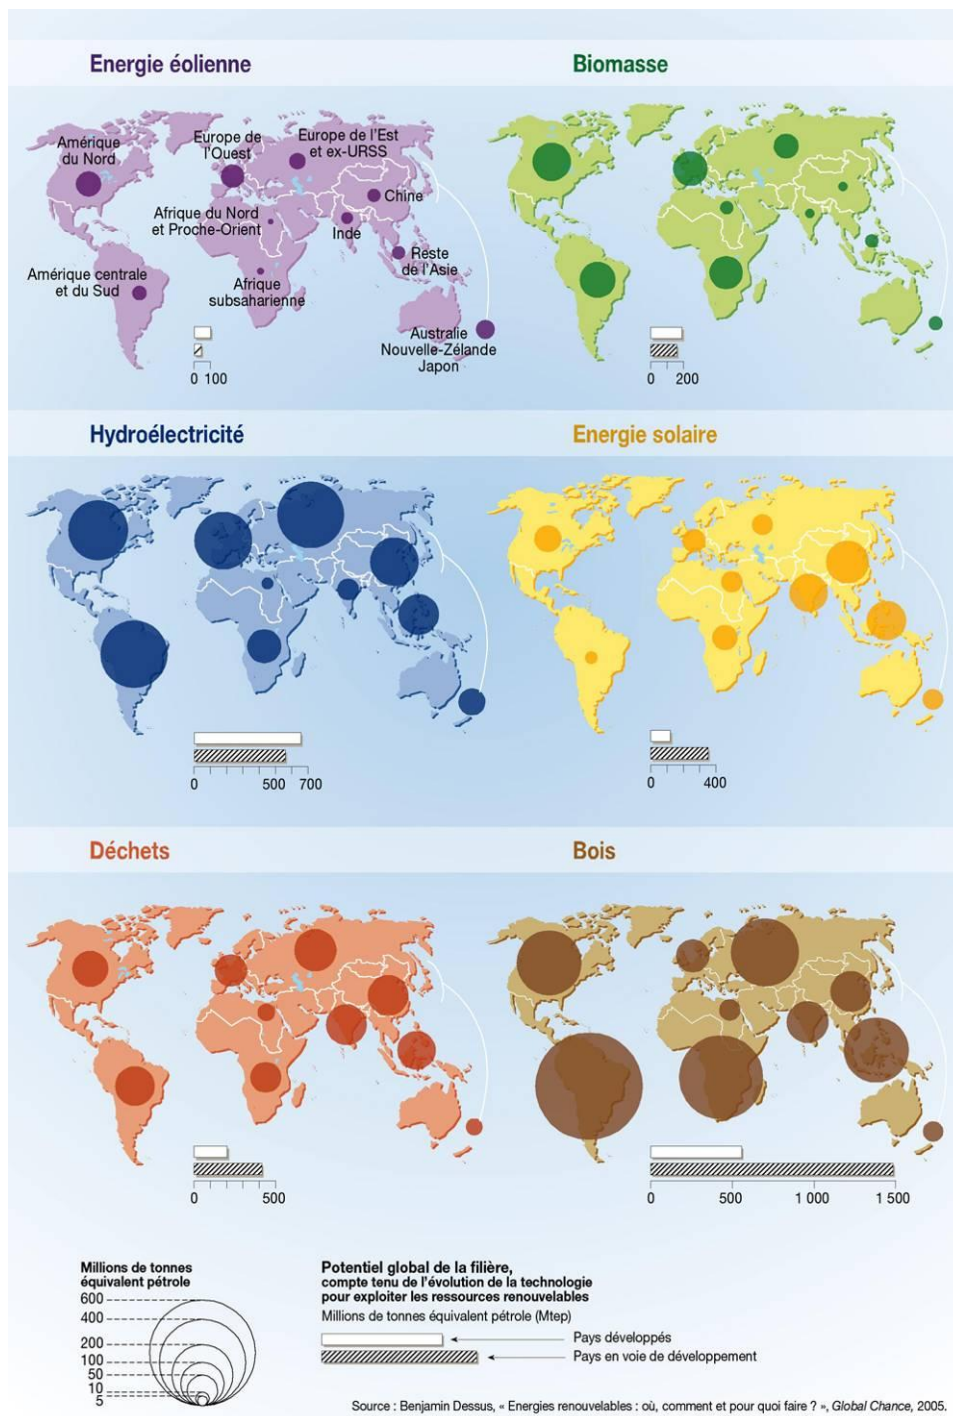 Energie éolienne
Biomasse
Amérique
du Nord
Europe de
l'Ouest
Europe de l'Est
et ex-URSS
Chine
Afrique du Nord
et Proche-Orient
Inde
Reste
de l'Asie
Amérique centrale
et du Sud
Afrique
subsaharienne
Australie
Nouvelle-Zélande
Japon
0 100
0 200
Hydroélectricité
Energie solaire
0 500 700
0 400
Déchets
Bois
0 500
0 500 1 000 1 500
Millions de tonnes
équivalent pétrole
600
400
200
100
50
10
5
Potentiel global de la filière,
compte tenu de l'évolution de la technologie
pour exploiter les ressources renouvelables
Millions de tonnes équivalent pétrole (Mtep)
Pays développés
Pays en voie de développement
Source : Benjamin Dessus, « Energies renouvelables : où, comment et pour quoi faire ? », Global Chance, 2005.